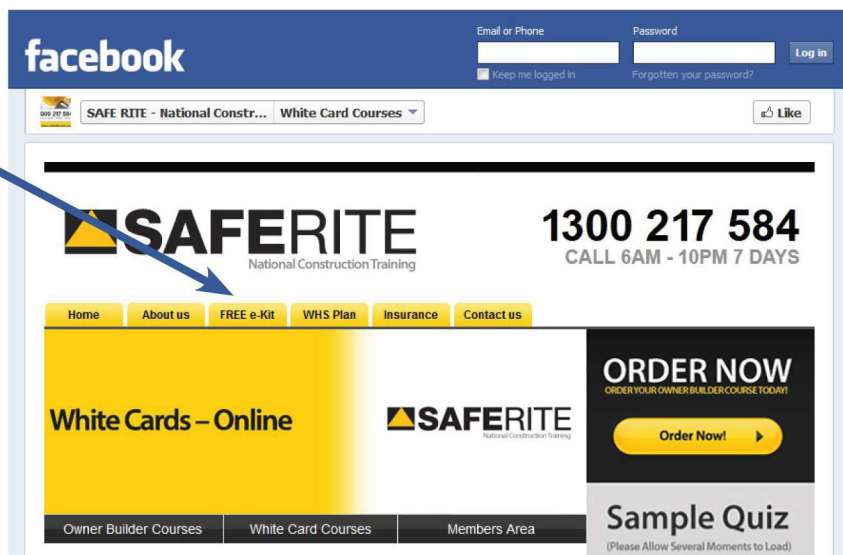 Email or Phone
Password
facebook
Log in
Keep me logged in
Forgotten your password?
SAFE RITE - National Constr...
White Card Courses
Like
SAFERITE
National Construction Training
1300 217 584
CALL 6AM - 10PM 7 DAYS
Home
About us
FREE e-Kit
WHS Plan
Insurance
Contact us
White Cards – Online
SAFERITE
National Construction Training
ORDER NOW
ORDER YOUR OWNER BUILDER COURSE TODAY!
Order Now!
Owner Builder Courses
White Card Courses
Members Area
Sample Quiz
(Please Allow Several Moments to Load)